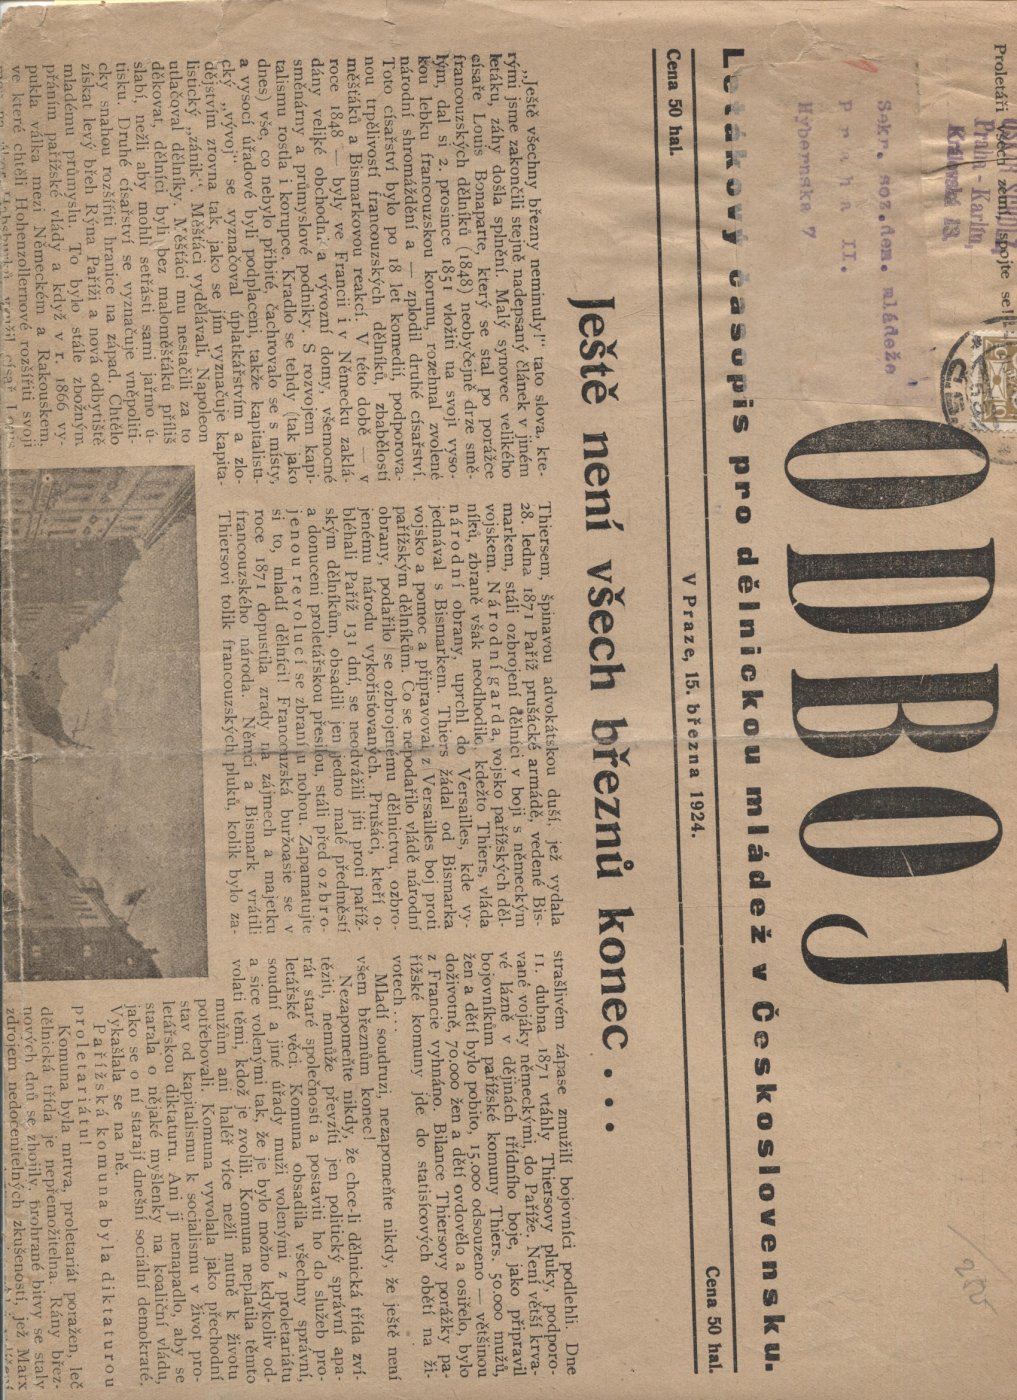 Proletáři všech zemí, spojte se!
Praha - Karlín,
Královská 13.
Sekr. soz.dem. mládeže
P r a h a II.
Hybernska 7
ODBOJ
Letákový časopis pro dělnickou mládež v Československu.
Cena 50 hal.
V Praze, 15. března 1924.
Cena 50 hal.
Ještě není všech březnů konec...
„Ještě všechny březny neminuly!“ tato slova, kte-
rými jsme zakončili stejně nadepsaný článek v jiném
letáku, záhy došla splnění. Malý synovec velikého
císaře Louis Bonaparte, který se stal po porážce
francouzských dělníků (1848) neobyčejně drze smě-
lým, dal si 2. prosince 1851 vložiti na svoji vyso-
kou lebku francouzskou korunu, rozehnal zvolené
národní shromáždění a — zplodil druhé císařství.
Toto císařství bylo po 18 let komedií, podporova-
nou trpělivostí francouzských dělníků, zbabělostí
měšťáků a Bismarkovou reakcí. V této době — v
roce 1848 — byly ve Francii i v Německu zaklá-
dány veliké obchodní a vývozní domy, všemocné
směnárny a průmyslové podniky. S rozvojem kapi-
talismu rostla i korupce. Kradlo se tehdy (tak jako
dnes) vše, co nebylo přibité, čachrovalo se s místy,
a vysocí úřadové byli podplaceni, takže kapitalisti-
cký „vývoj“ se vyznačoval úplatkářstvím a zlo-
dějstvím zrovna tak, jako se jím vyznačuje kapita-
listický „zánik“. Měšťáci vydělávali, Napoleon
utlačoval dělníky. Měšťáci mu nestačili za to
děkovat, dělníci byli bez maloměšťáků příliš
slabí, nežli aby mohli setřásti sami jařmo ú-
tisku. Druhé císařství se vyznačuje vněpoliti-
cky snahou rozšířiti hranice na západ. Chtělo
získat levý břeh Rýna Paříži a nová odbytiště
mladému průmyslu. To bylo stále zbožným
přáním pařížské vlády a když v r. 1866 vy-
pukla válka mezi Německem a Rakouskem,
ve které chtěli Hohenzollernové rozšířiti svoji
Thiersem, špinavou advokátskou duší, jež vydala
28. ledna 1871 Paříž prušácké armádě, vedené Bis-
markem, stáli ozbrojení dělníci v boji s německým
vojskem. Národní garda, vojsko pařížských děl-
níků, zbraně však neodhodilo, kdežto Thiers, vláda
národní obrany, uprchl do Versailles, kde vy-
jednával s Bismarkem. Thiers žádal od Bismarka
vojsko a pomoc a připravoval z Versailles boj proti
pařížským dělníkům. Co se nepodařilo vládě národní
obrany, podařilo se ozbrojenému dělnictvu, ozbro-
jenému národu vykořisťovaných. Prušáci, kteří o-
bléhali Paříž 131 dní, se neodvážili jíti proti paříž-
ským dělníkům, obsadili jen jedno malé předměstí
a donuceni proletářskou přesilou, stáli před ozbro-
jenou revolucí se zbraní u nohou. Zapamatujte
si to, mladí dělníci! Francouzská buržoasie se v
roce 1871 dopustila zrady na zájmech a majetku
francouzského národa. Němci a Bismark vrátili
Thiersovi tolik francouzských pluků, kolik bylo za-
strašlivém zápase zmužilí bojovníci podlehli. Dne
11. dubna 1871 vtáhly Thiersovy pluky, podporo-
vané vojáky německými, do Paříže. Není větší krva-
vé lázně v dějinách třídního boje, jako připravil
bojovníkům pařížské komuny Thiers. 50.000 mužů,
žen a dětí bylo pobito, 15.000 odsouzeno — většinou
doživotně, 70.000 žen a dětí ovdovělo a osiřelo, bylo
z Francie vyhnáno. Bilance Thiersovy porážky pa-
řížské komuny jde do statisícových obětí na ži-
votech...
Mladí soudruzi, nezapomeňte nikdy, že ještě není
všem březnům konec!
Nezapomeňte nikdy, že chce-li dělnická třída zví-
těziti, nemůže převzíti jen politický správní apa-
rát staré společnosti a postaviti ho do služeb pro-
letářské věci. Komuna obsadila všechny správní,
soudní a jiné úřady muži volenými z proletariátu
a sice volenými tak, že je bylo možno kdykoliv od-
volati těmi, kdož je zvolili. Komuna neplatila těmto
mužům ani haléř více nežli nutně k životu
potřebovali. Komuna vyvolala jako přechodní
stav od kapitalismu k socialismu v život pro-
letářskou diktaturu. Ani jí nenapadlo, aby se
starala o nějaké myšlenky na koaliční vládu,
jako se o ní starají dnešní sociální demokraté.
Vykašlala se na ně.
Pařížská komuna byla diktaturou
proletariátu!
Komuna byla mrtva, proletariát poražen, leč
dělnická třída je nepřemožitelna. Rány břez-
nových dnů se zhojily, prohrané bitvy se staly
zdrojem nedocenitelných zkušeností, jež Marx